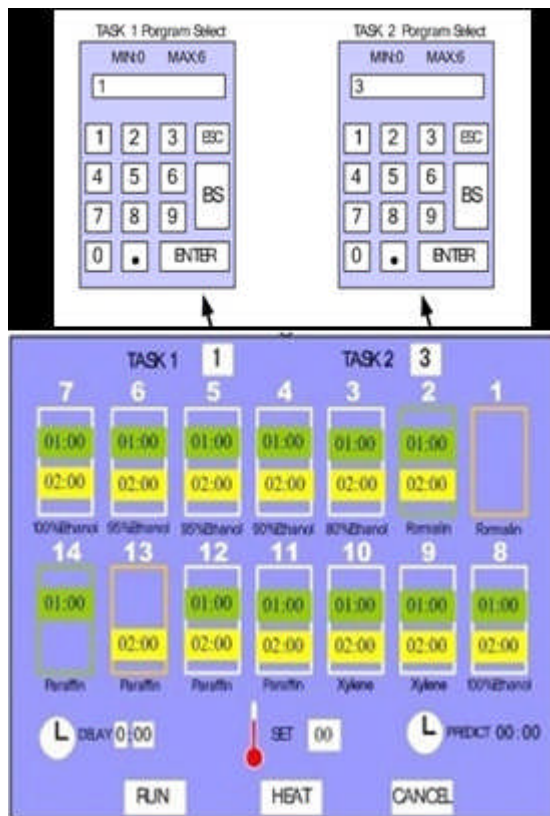 TASK 1 Porgram Select
MIN:0 MAX:6
1
1 2 3 ESC
4 5 6 BS
7 8 9
0 . ENTER
TASK 2 Porgram Select
MIN:0 MAX:6
3
1 2 3 ESC
4 5 6 BS
7 8 9
0 . ENTER
TASK 1 1 TASK 2 3
7 6 5 4 3 2 1
01:00 01:00 01:00 01:00 01:00 01:00
02:00 02:00 02:00 02:00 02:00 02:00
100%Ethanol 95%Ethanol 95%Ethanol 90%Ethanol 80%Ethanol Formalin Formalin
14 13 12 11 10 9 8
01:00 01:00 01:00 01:00 01:00 01:00
02:00 02:00 02:00 02:00 02:00 02:00
Paraffin Paraffin Paraffin Paraffin Xylene Xylene 100%Ethanol
DELAY 0:00 SET 00 PREDICT 00:00
RUN HEAT CANCEL